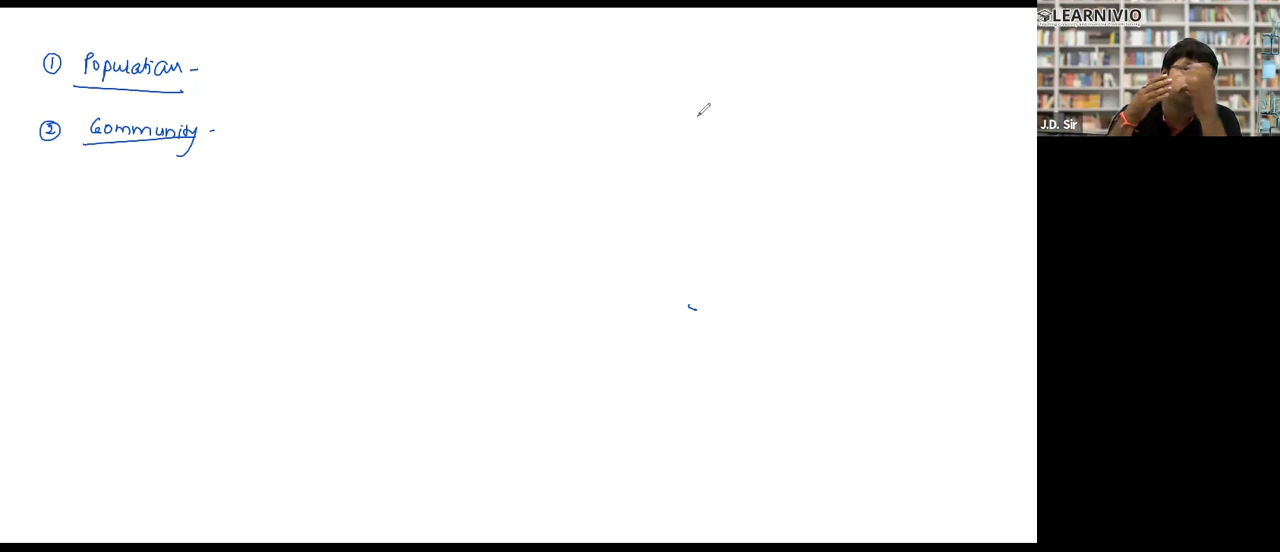 ① Population -
② Community -
LEARNIVIO
J.D. Sir